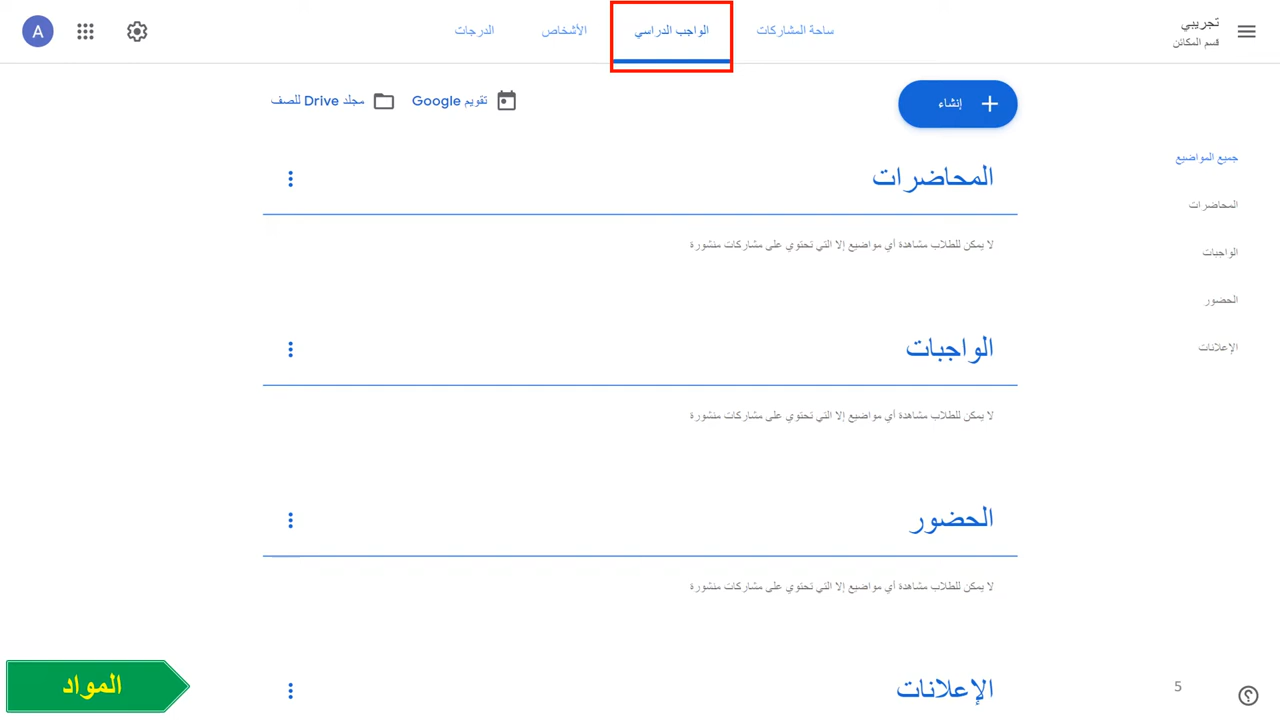 تجريبي
قسم المكائن
ساحة المشاركات
الواجب الدراسي
الأشخاص
الدرجات
A
إنشاء
تقويم Google
مجلد Drive للصف
جميع المواضيع
المحاضرات
الواجبات
الحضور
الإعلانات
المحاضرات
لا يمكن للطلاب مشاهدة أي مواضيع إلا التي تحتوي على مشاركات منشورة
الواجبات
لا يمكن للطلاب مشاهدة أي مواضيع إلا التي تحتوي على مشاركات منشورة
الحضور
لا يمكن للطلاب مشاهدة أي مواضيع إلا التي تحتوي على مشاركات منشورة
الإعلانات
5
المواد